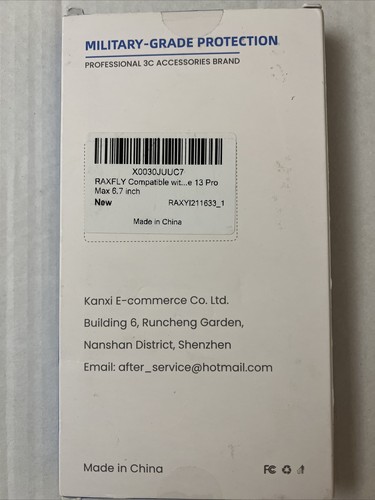 MILITARY-GRADE PROTECTION
PROFESSIONAL 3C ACCESSORIES BRAND
X0030JUUC7
RAXFLY Compatible wit...e 13 Pro
Max 6.7 inch
New RAXYI211633_1
Made in China
Kanxi E-commerce Co. Ltd.
Building 6, Runcheng Garden,
Nanshan District, Shenzhen
Email: after_service@hotmail.com
Made in China FC